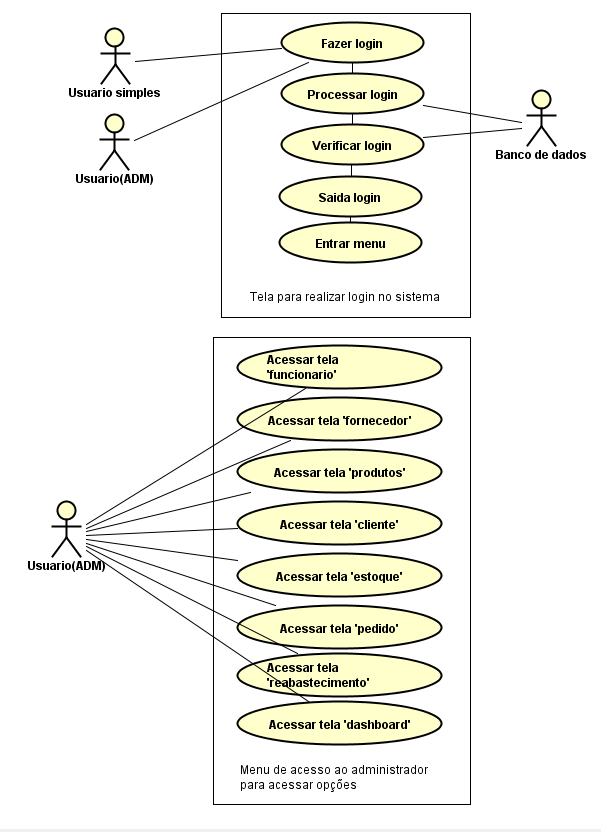 Usuario simples
Usuario(ADM)
Fazer login
Processar login
Verificar login
Saida login
Entrar menu
Banco de dados
Tela para realizar login no sistema
Usuario(ADM)
Acessar tela
'funcionario'
Acessar tela 'fornecedor'
Acessar tela 'produtos'
Acessar tela 'cliente'
Acessar tela 'estoque'
Acessar tela 'pedido'
Acessar tela
'reabastecimento'
Acessar tela 'dashboard'
Menu de acesso ao administrador
para acessar opções